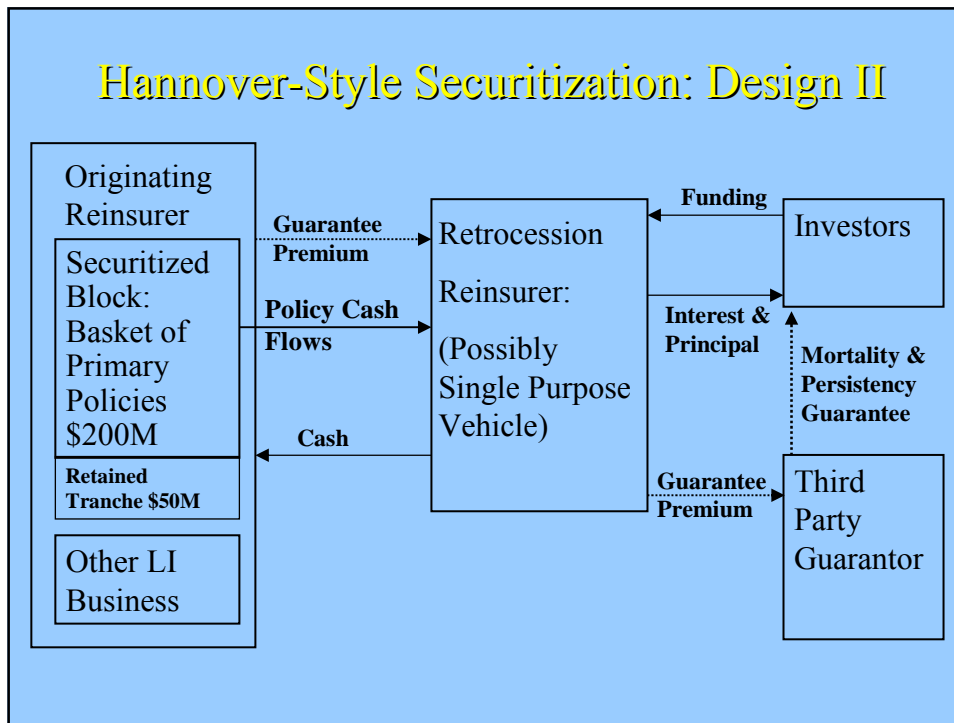 Hannover-Style Securitization: Design II
Originating
Reinsurer
Securitized
Block:
Basket of
Primary
Policies
$200M
Retained
Tranche $50M
Other LI
Business
Guarantee
Premium
Policy Cash
Flows
Cash
Retrocession
Reinsurer:
(Possibly
Single Purpose
Vehicle)
Funding
Interest &
Principal
Guarantee
Premium
Investors
Mortality &
Persistency
Guarantee
Third
Party
Guarantor